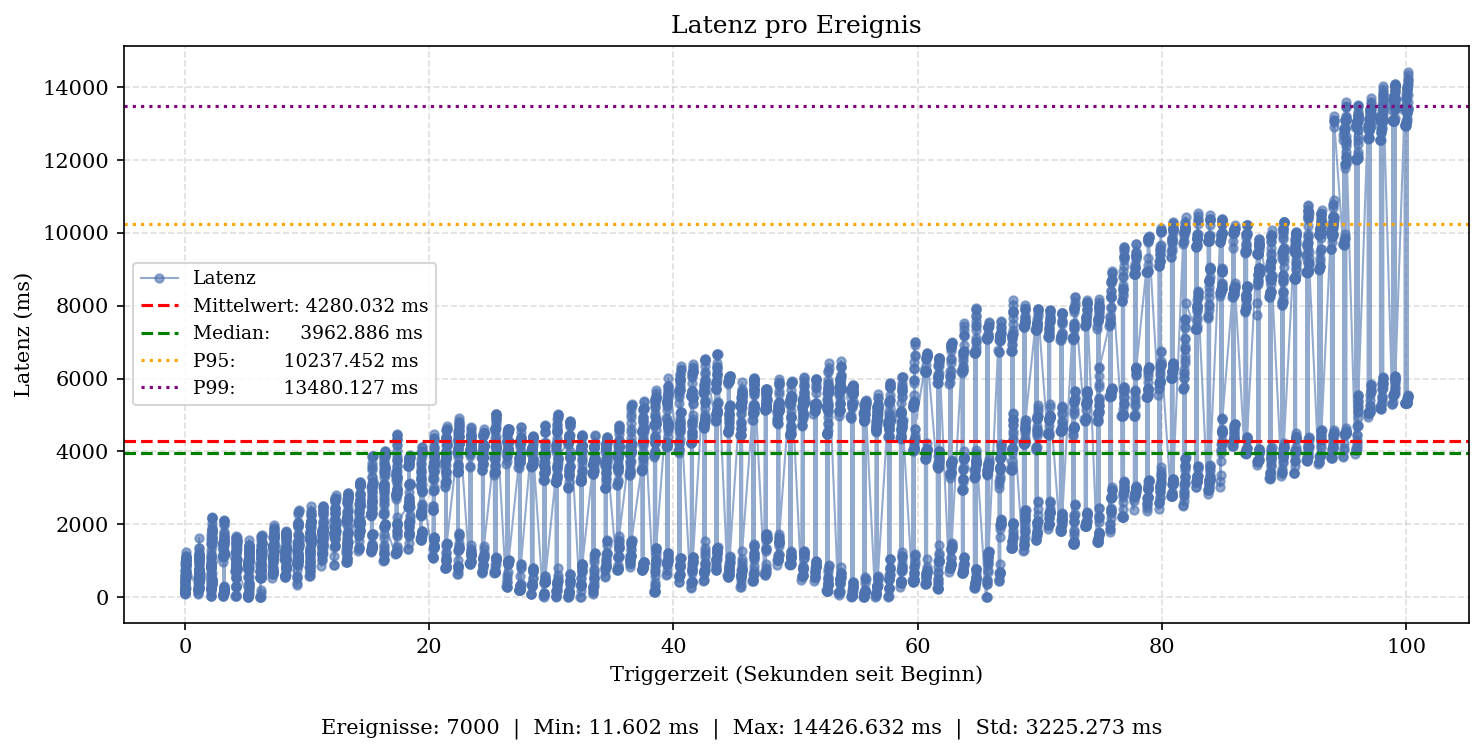 Latenz pro Ereignis
Latenz (ms)
14000
12000
10000
8000
6000
4000
2000
0
Latenz
Mittelwert: 4280.032 ms
Median: 3962.886 ms
P95: 10237.452 ms
P99: 13480.127 ms
0 20 40 60 80 100
Triggerzeit (Sekunden seit Beginn)
Ereignisse: 7000 | Min: 11.602 ms | Max: 14426.632 ms | Std: 3225.273 ms